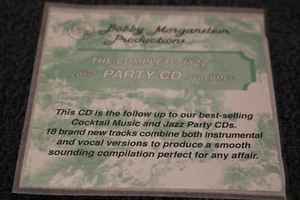 Bobby Morganstein
Productions
THE COMPLETE JAZZ
PARTY CD
This CD is the follow up to our best-selling
Cocktail Music and Jazz Party CDs.
18 brand new tracks combine both instrumental
and vocal versions to produce a smooth
sounding compilation perfect for any affair.